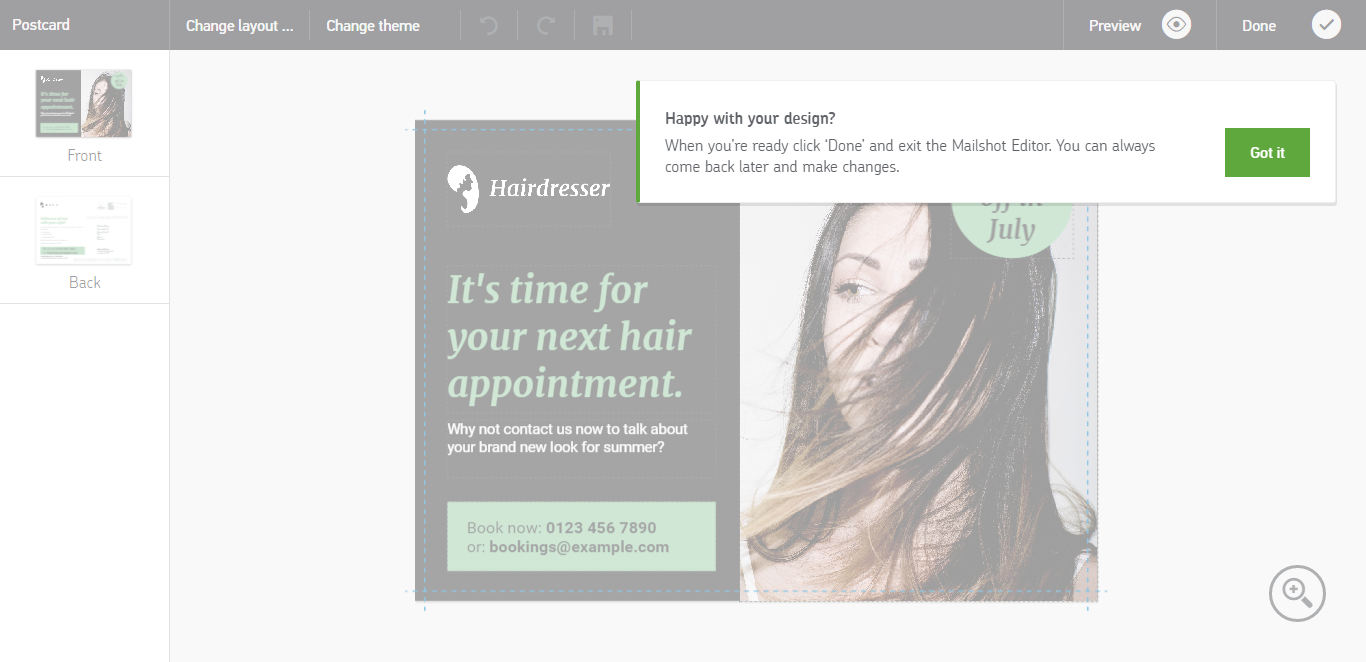 Postcard
Change layout ...
Change theme
Preview
Done
Front
Back
Happy with your design?
When you're ready click 'Done' and exit the Mailshot Editor. You can always
come back later and make changes.
Got it
Hairdresser
off in
July
It's time for
your next hair
appointment.
Why not contact us now to talk about
your brand new look for summer?
Book now: 0123 456 7890
or: bookings@example.com